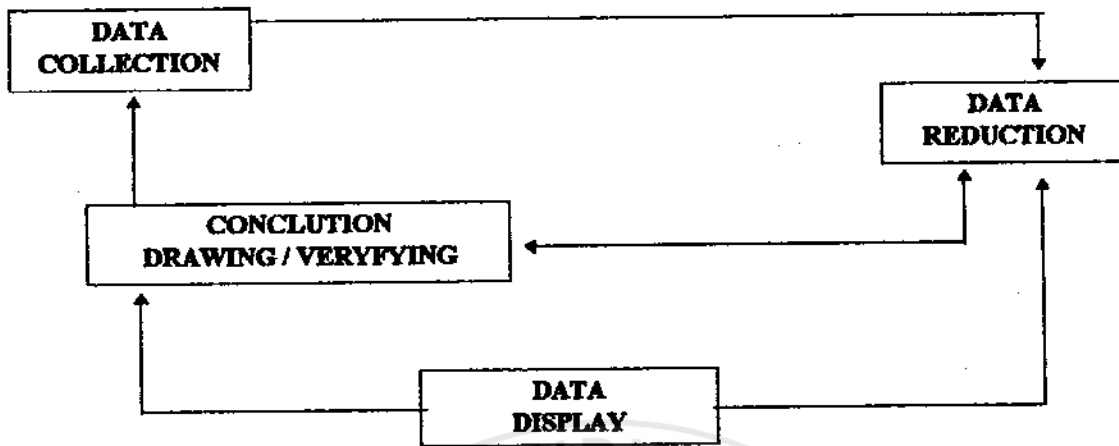 DATA
COLLECTION
DATA
REDUCTION
CONCLUTION
DRAWING / VERYFYING
DATA
DISPLAY